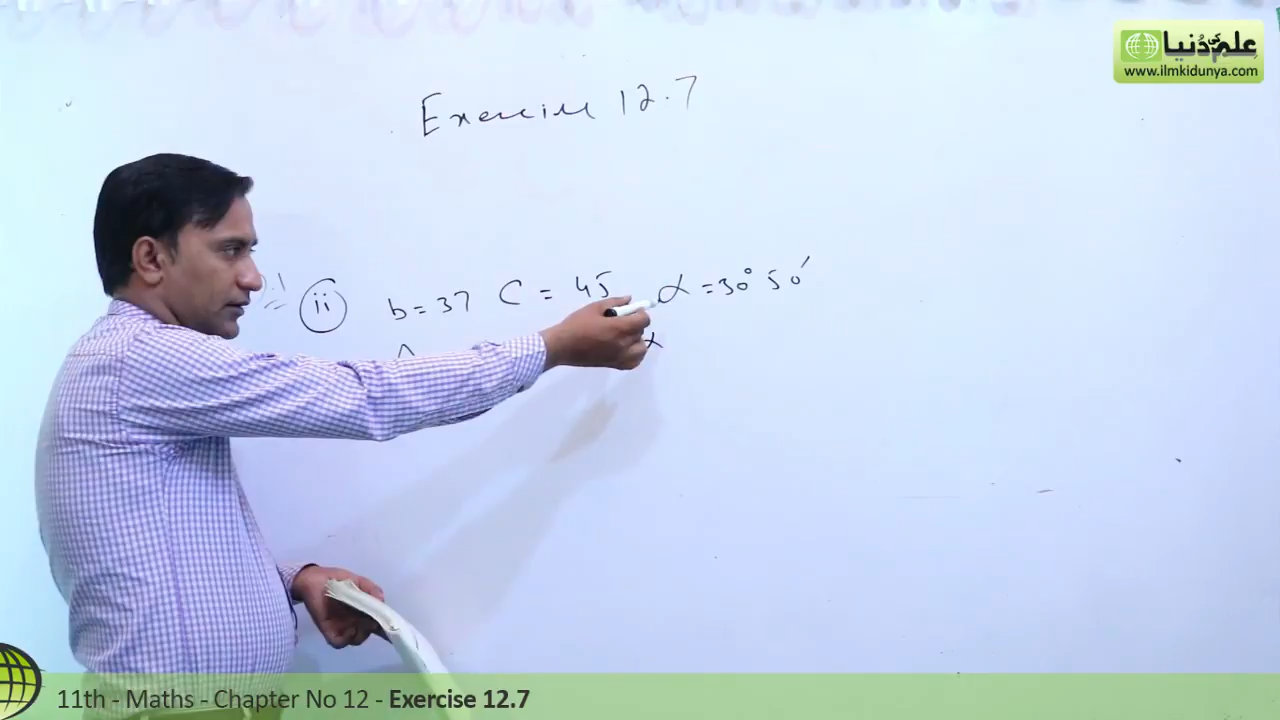 علم کی دُنیا
www.ilmkidunya.com
Exercise 12.7
ii b = 37 C = 45 α = 30° 50′
11th - Maths - Chapter No 12 - Exercise 12.7